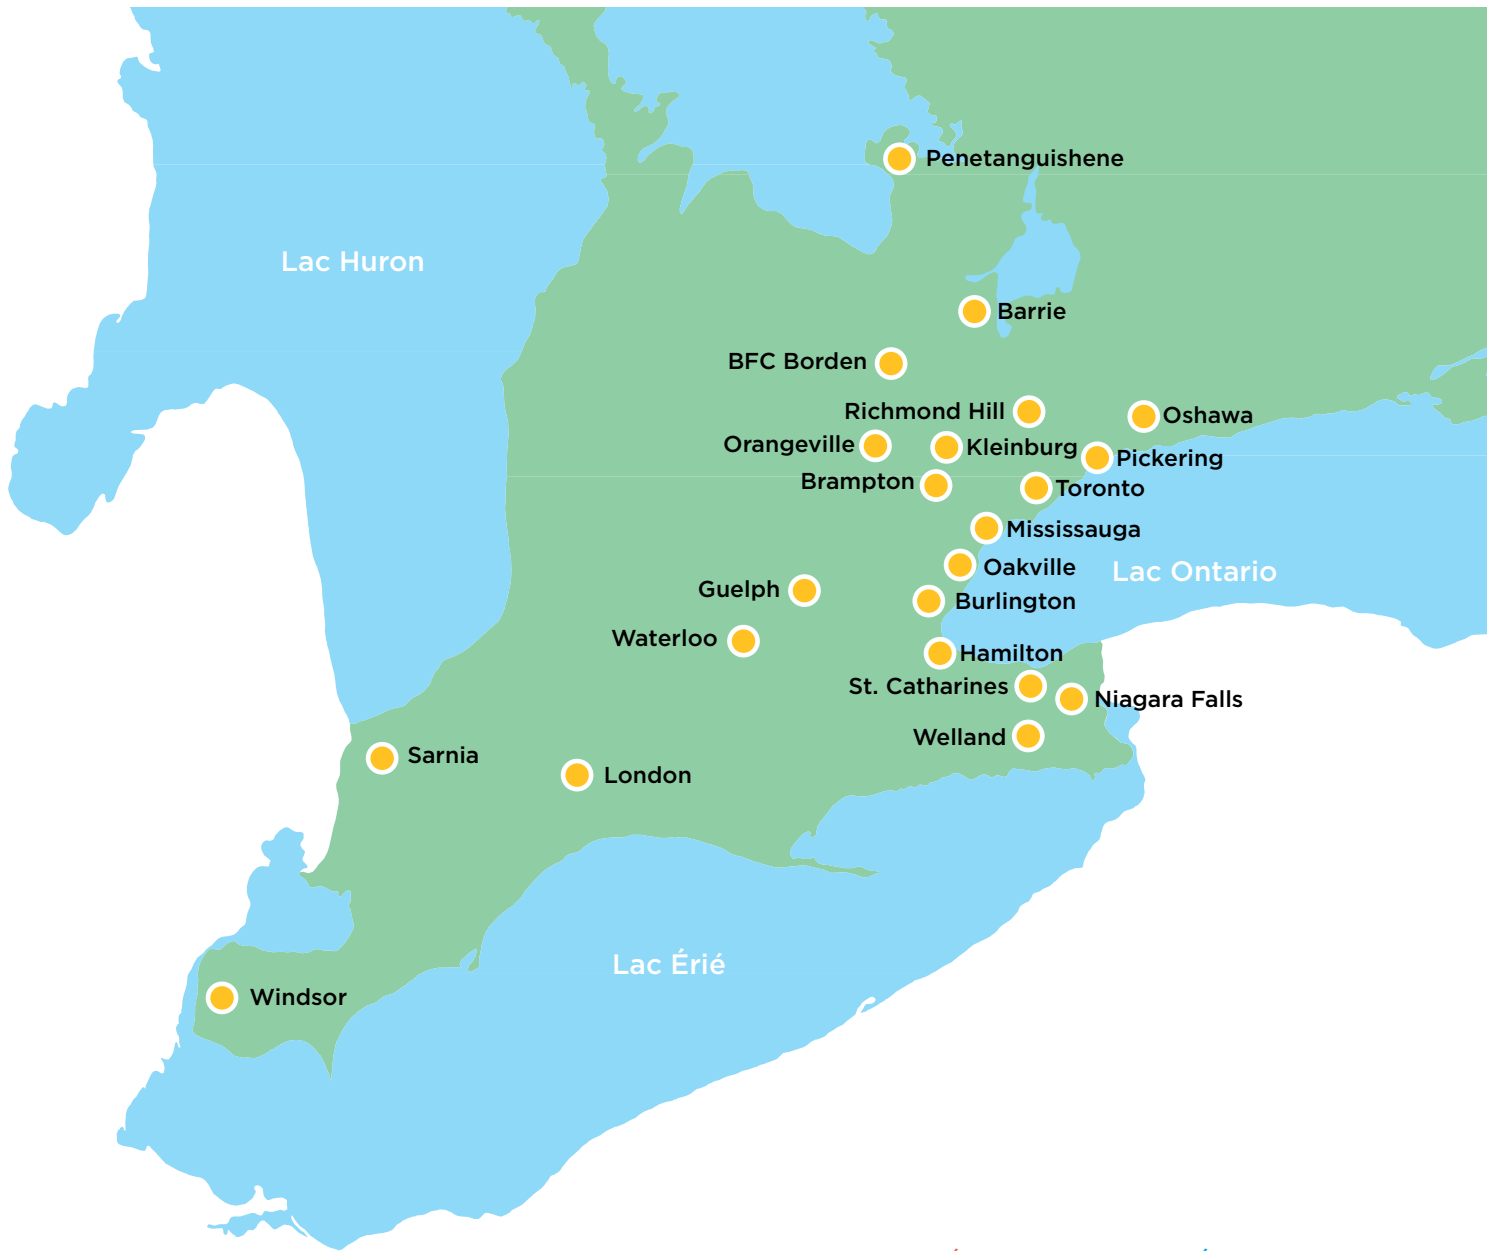 Penetanguishene
Lac Huron
Barrie
BFC Borden
Richmond Hill
Oshawa
Orangeville
Kleinburg
Pickering
Brampton
Toronto
Mississauga
Oakville
Lac Ontario
Guelph
Burlington
Waterloo
Hamilton
St. Catharines
Niagara Falls
Welland
Sarnia
London
Lac Érié
Windsor